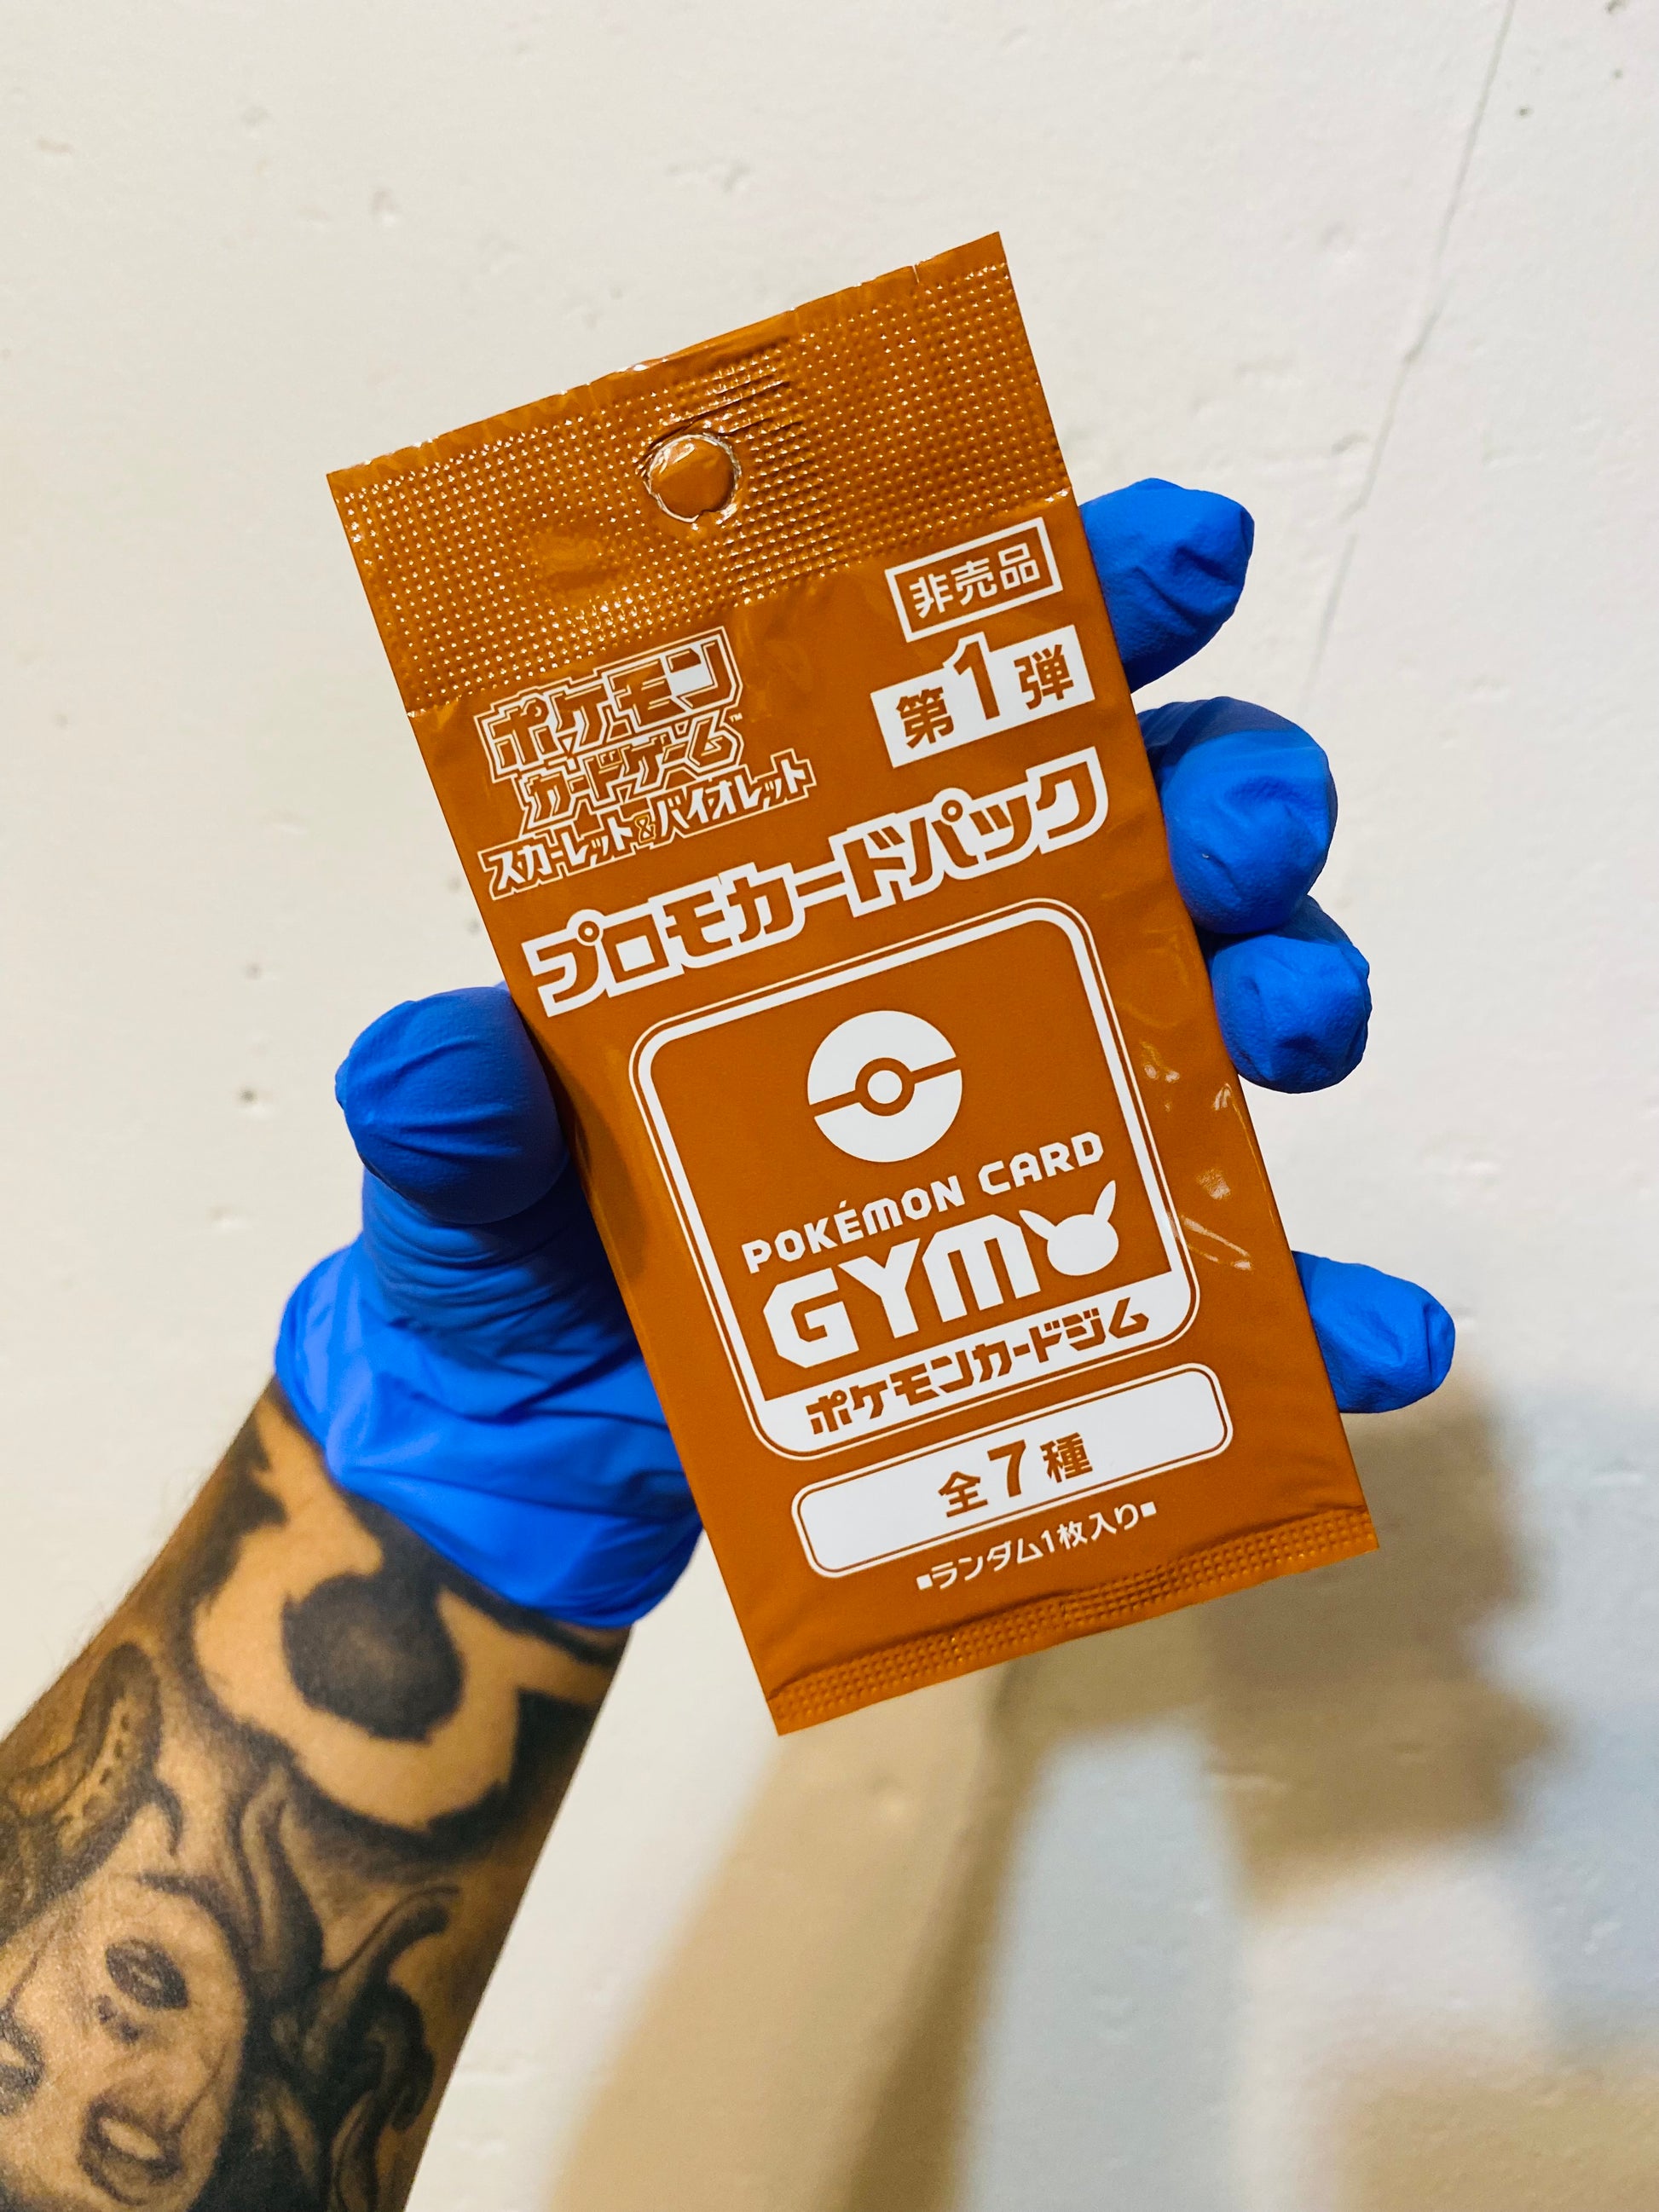 非売品
第1弾
ポケモン
カードゲーム
スカーレット&バイオレット
プロモカードパック
POKÉMON CARD
GYM
ポケモンカードジム
全7種
■ランダム1枚入り■